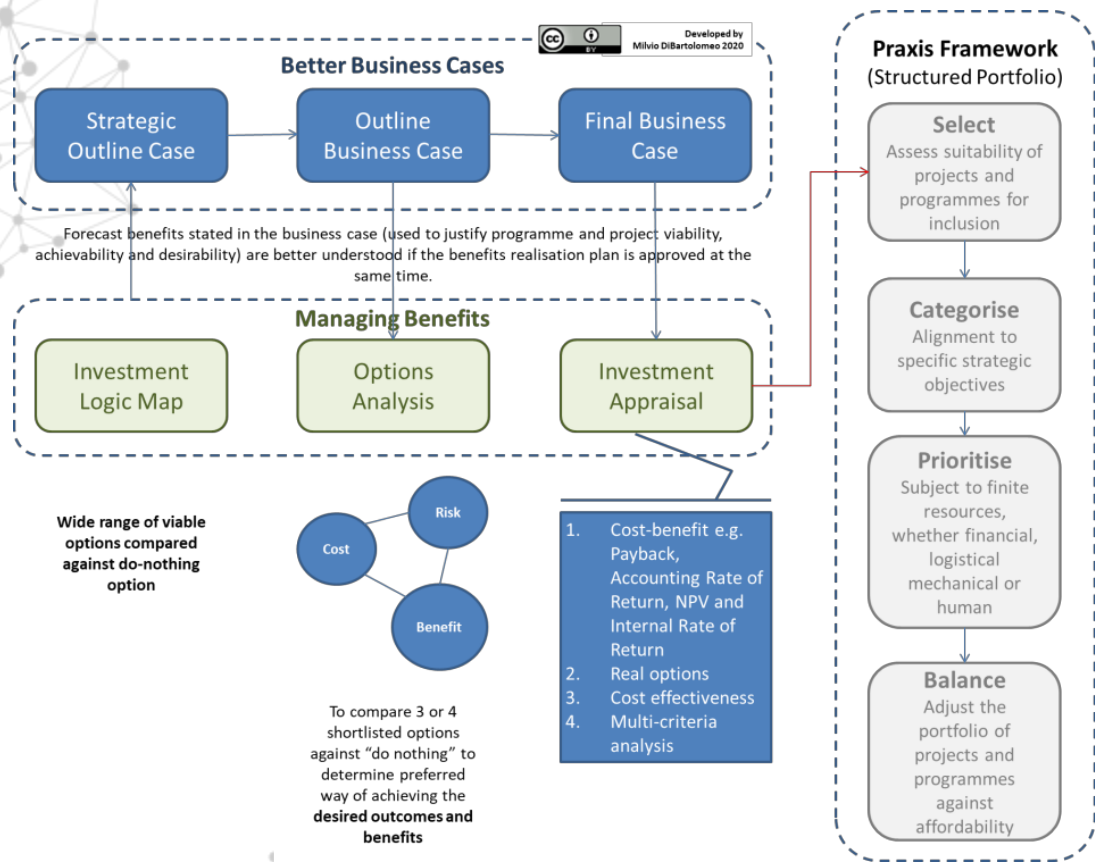 Developed by
Milvio DiBartolomeo 2020
cc
BY
Better Business Cases
Strategic
Outline Case
Outline
Business Case
Final Business
Case
Forecast benefits stated in the business case (used to justify programme and project viability,
achievability and desirability) are better understood if the benefits realisation plan is approved at the
same time.
Managing Benefits
Investment
Logic Map
Options
Analysis
Investment
Appraisal
Wide range of viable
options compared
against do-nothing
option
Risk
Cost
Benefit
To compare 3 or 4
shortlisted options
against “do nothing” to
determine preferred
way of achieving the
desired outcomes and
benefits
1. Cost-benefit e.g.
Payback,
Accounting Rate of
Return, NPV and
Internal Rate of
Return
2. Real options
3. Cost effectiveness
4. Multi-criteria
analysis
Praxis Framework
(Structured Portfolio)
Select
Assess suitability of
projects and
programmes for
inclusion
Categorise
Alignment to
specific strategic
objectives
Prioritise
Subject to finite
resources,
whether financial,
logistical
mechanical or
human
Balance
Adjust the
portfolio of
projects and
programmes
against
affordability